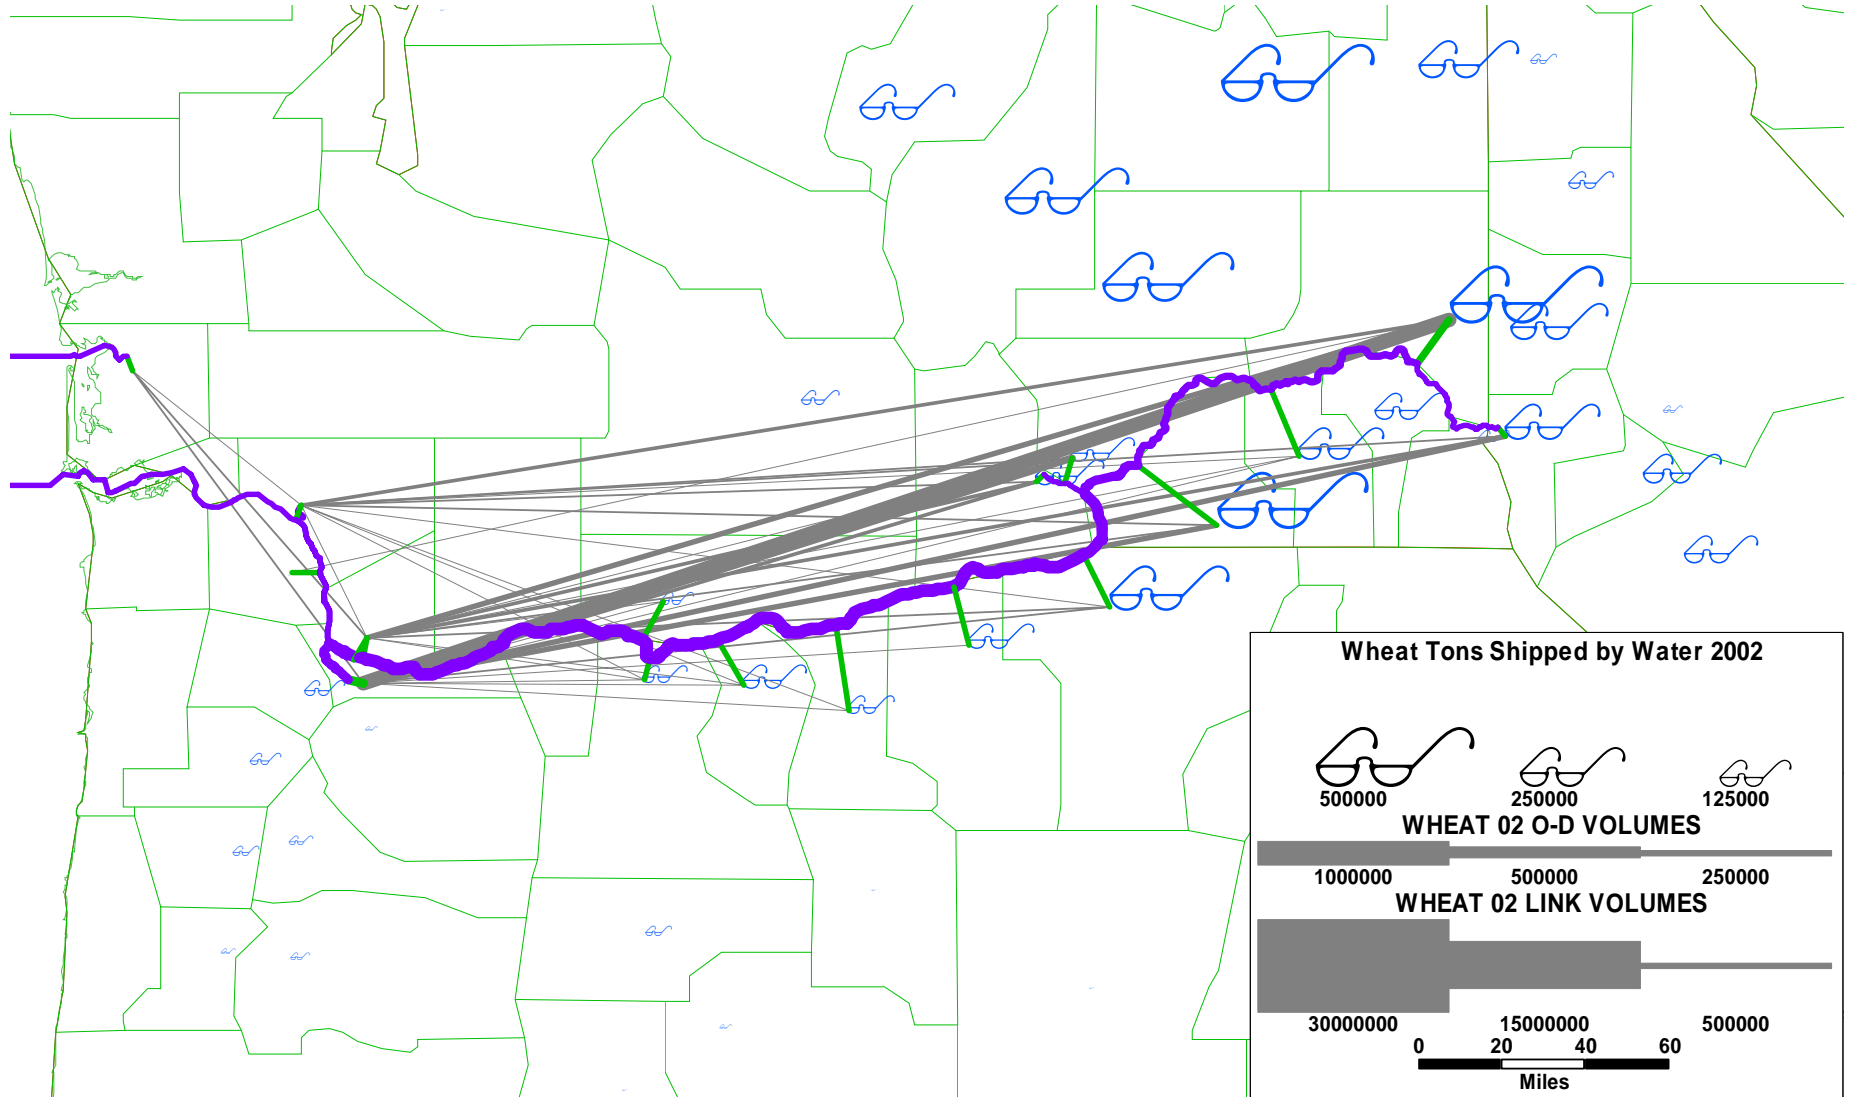 Wheat Tons Shipped by Water 2002
500000 250000 125000
WHEAT 02 O-D VOLUMES
1000000 500000 250000
WHEAT 02 LINK VOLUMES
30000000 15000000 500000
0 20 40 60
Miles